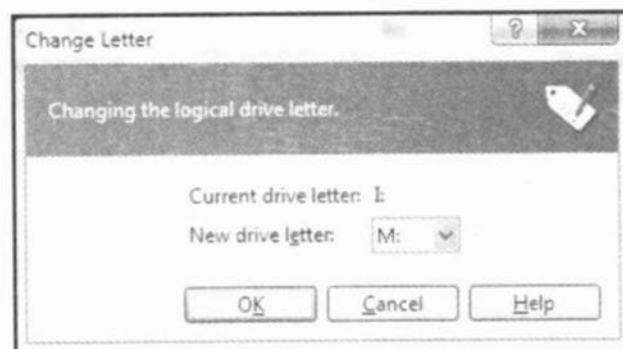 Change Letter
?
Changing the logical drive letter.
Current drive letter: I:
New drive letter: M:
OK
Cancel
Help